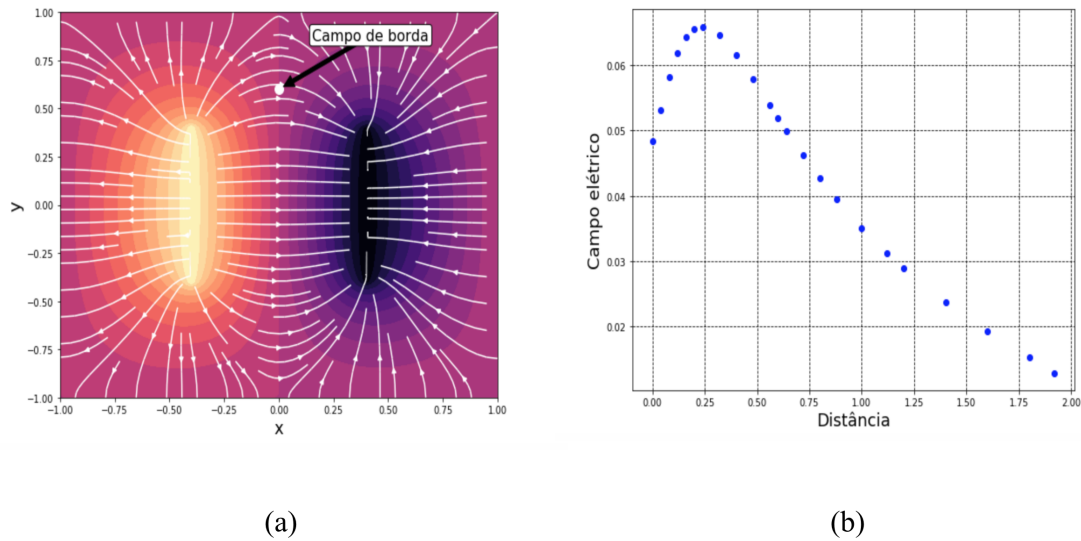 1.00
0.75
0.50
0.25
0.00
−0.25
−0.50
−0.75
−1.00
y
−1.00 −0.75 −0.50 −0.25 0.00 0.25 0.50 0.75 1.00
x
Campo de borda
0.06
0.05
0.04
0.03
0.02
Campo elétrico
0.00 0.25 0.50 0.75 1.00 1.25 1.50 1.75 2.00
Distância
(a) (b)